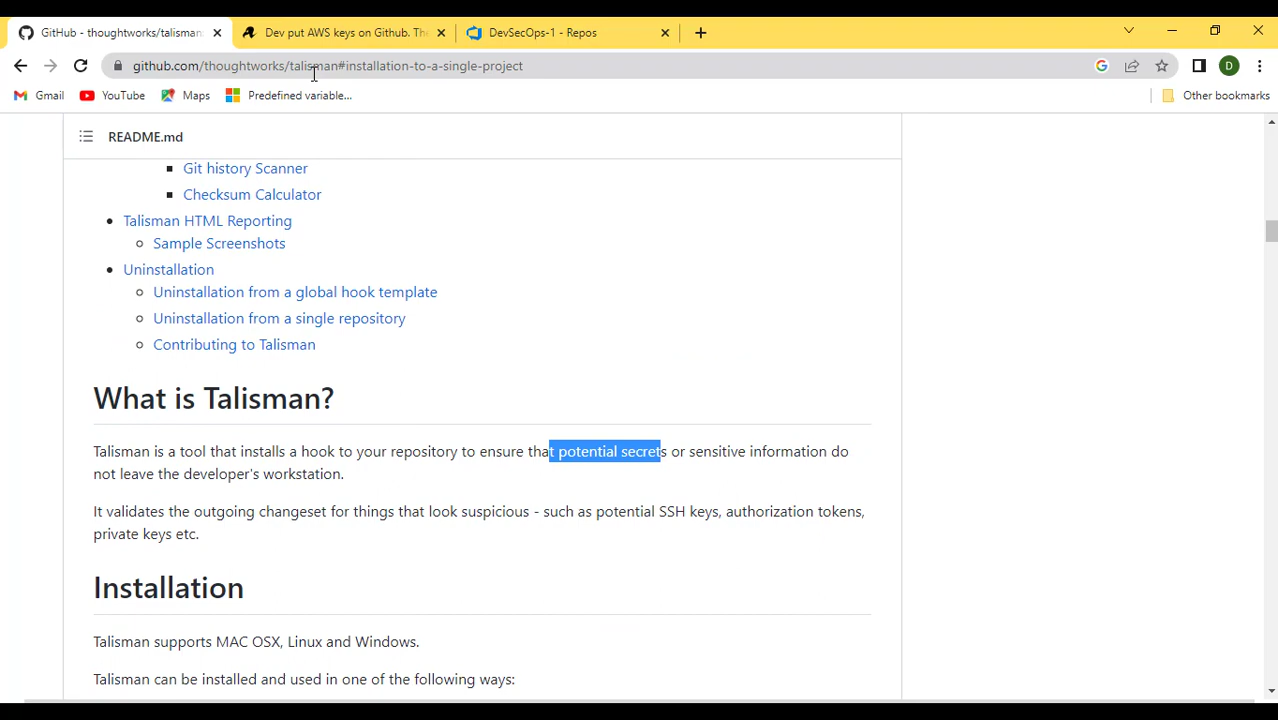 GitHub - thoughtworks/talisman:
Dev put AWS keys on Github. The
DevSecOps-1 - Repos
github.com/thoughtworks/talisman#installation-to-a-single-project
D
Gmail
YouTube
Maps
Predefined variable...
Other bookmarks
README.md
Git history Scanner
Checksum Calculator
Talisman HTML Reporting
Sample Screenshots
Uninstallation
Uninstallation from a global hook template
Uninstallation from a single repository
Contributing to Talisman
What is Talisman?
Talisman is a tool that installs a hook to your repository to ensure that potential secrets or sensitive information do
not leave the developer's workstation.
It validates the outgoing changeset for things that look suspicious - such as potential SSH keys, authorization tokens,
private keys etc.
Installation
Talisman supports MAC OSX, Linux and Windows.
Talisman can be installed and used in one of the following ways: